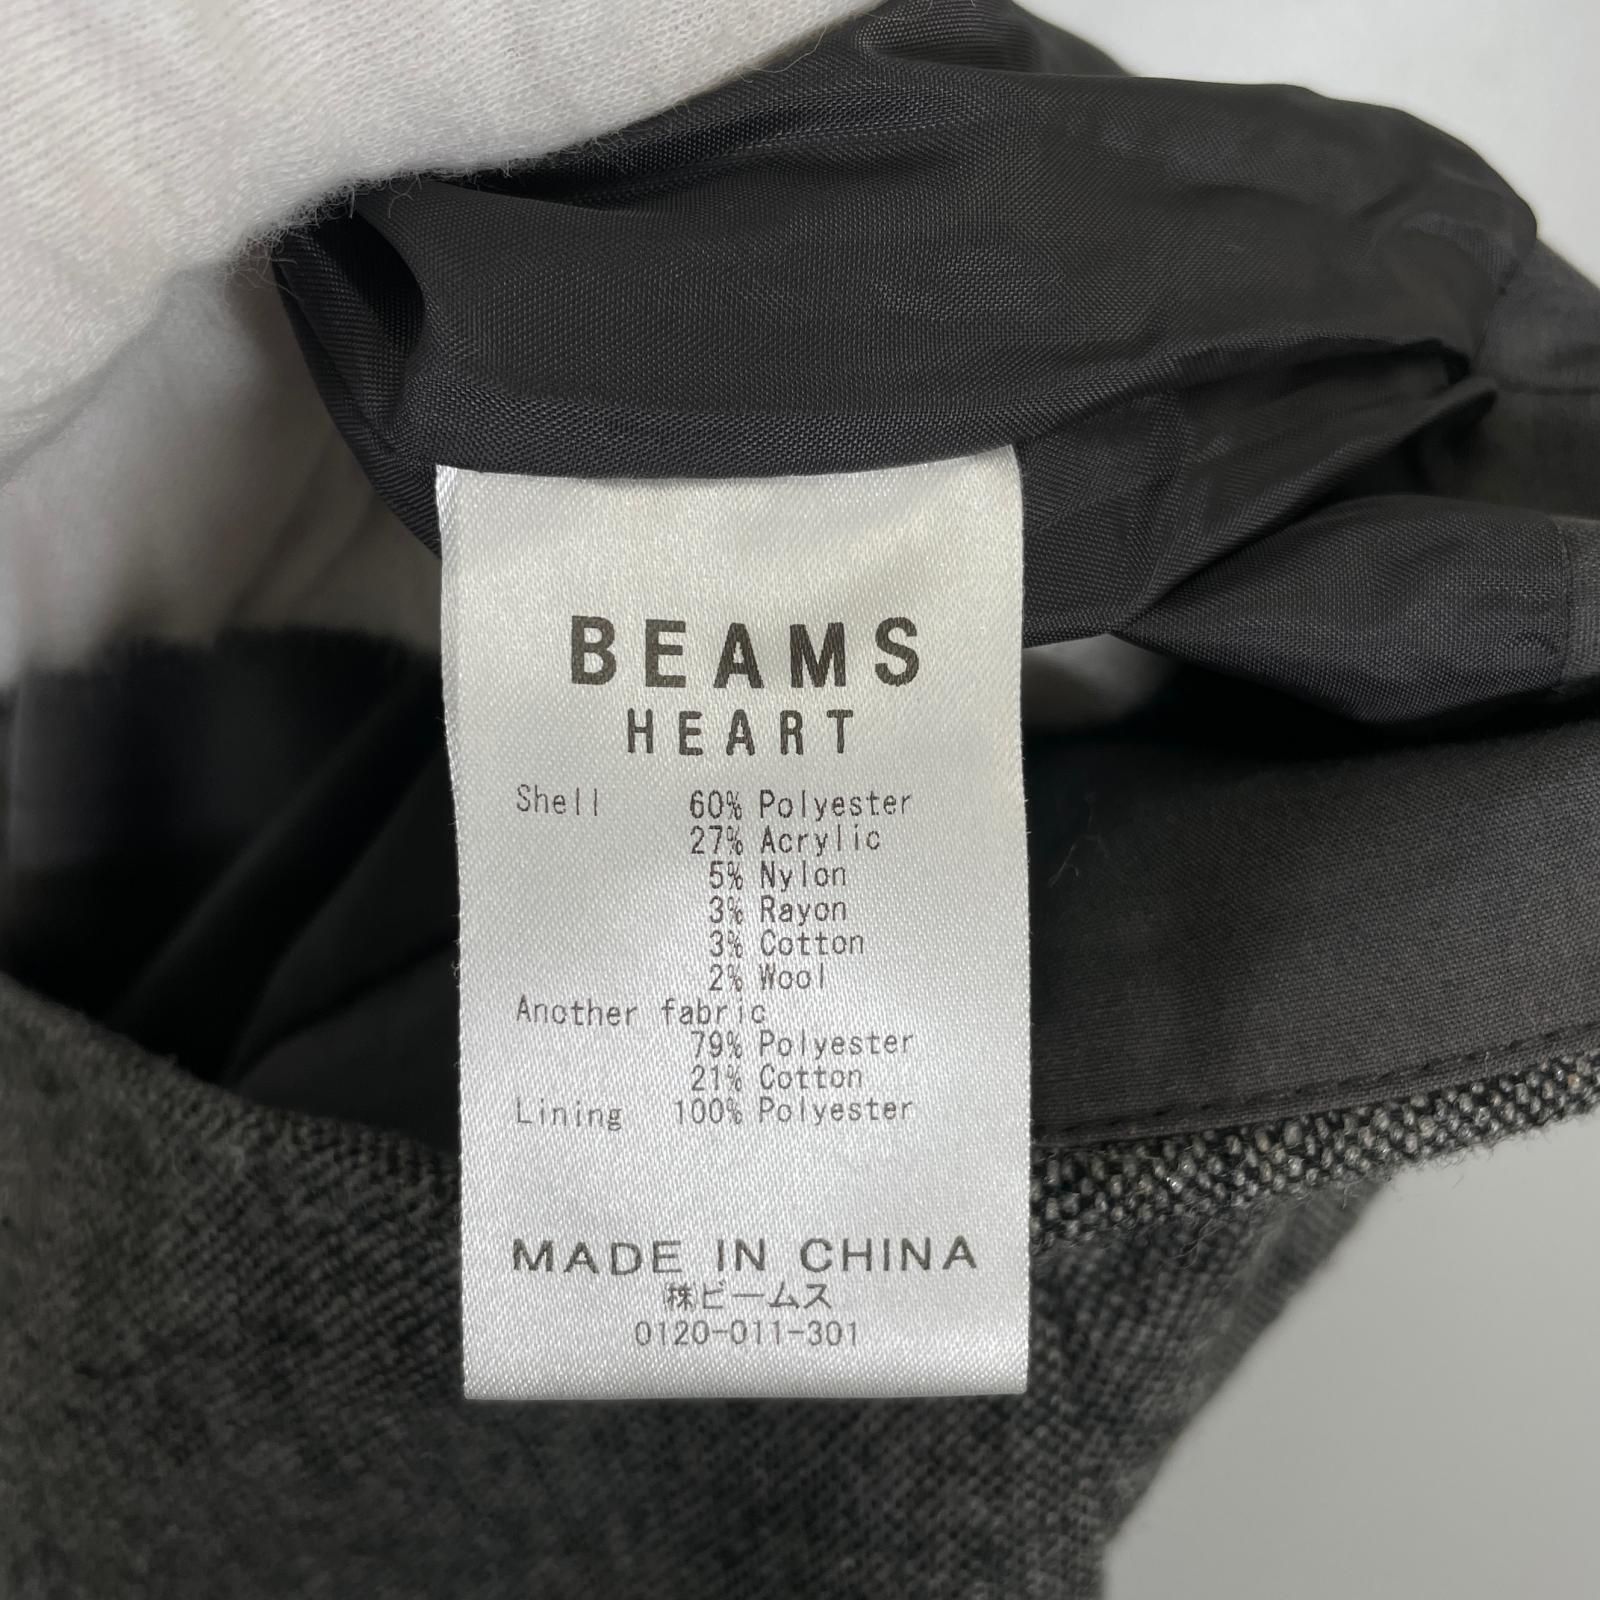 BEAMS
HEART
Shell 60% Polyester
27% Acrylic
5% Nylon
3% Rayon
3% Cotton
2% Wool
Another fabric
79% Polyester
21% Cotton
Lining 100% Polyester
MADE IN CHINA
㈱ビームス
0120-011-301